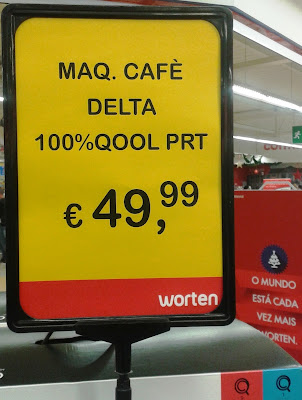 MAQ. CAFÈ
DELTA
100%QOOL PRT
€ 49,99
worten
O MUNDO
ESTÁ CADA
VEZ MAIS
WORTEN.